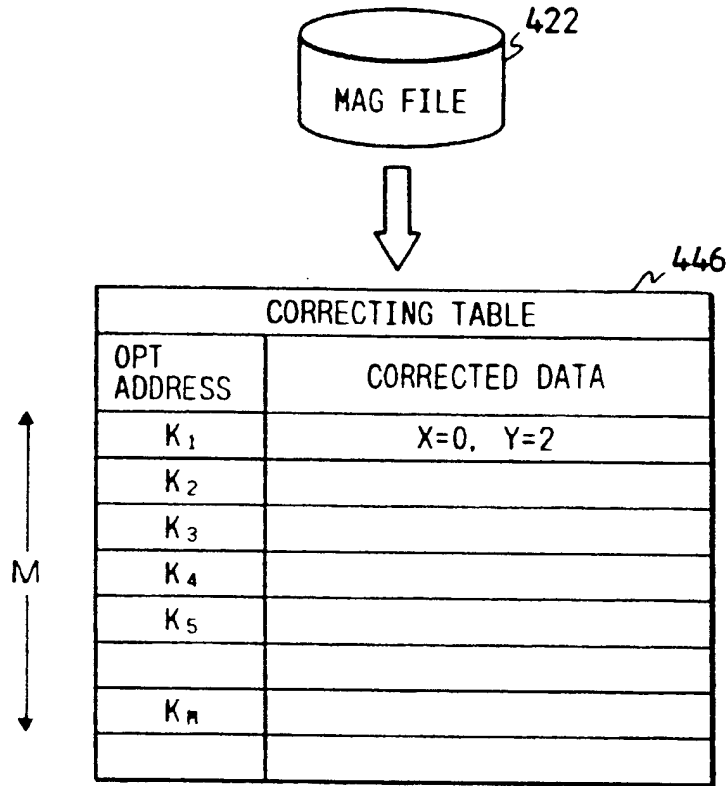 422
MAG FILE
446
CORRECTING TABLE
OPT
ADDRESS
CORRECTED DATA
K₁
X=0, Y=2
K₂
K₃
K₄
M
K₅
Kₘ